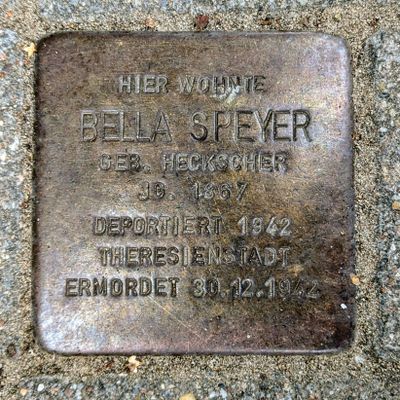 HIER WOHNTE
BELLA SPEYER
GEB. HECKSCHER
JG. 1867
DEPORTIERT 1942
THERESIENSTADT
ERMORDET 30.12.1942